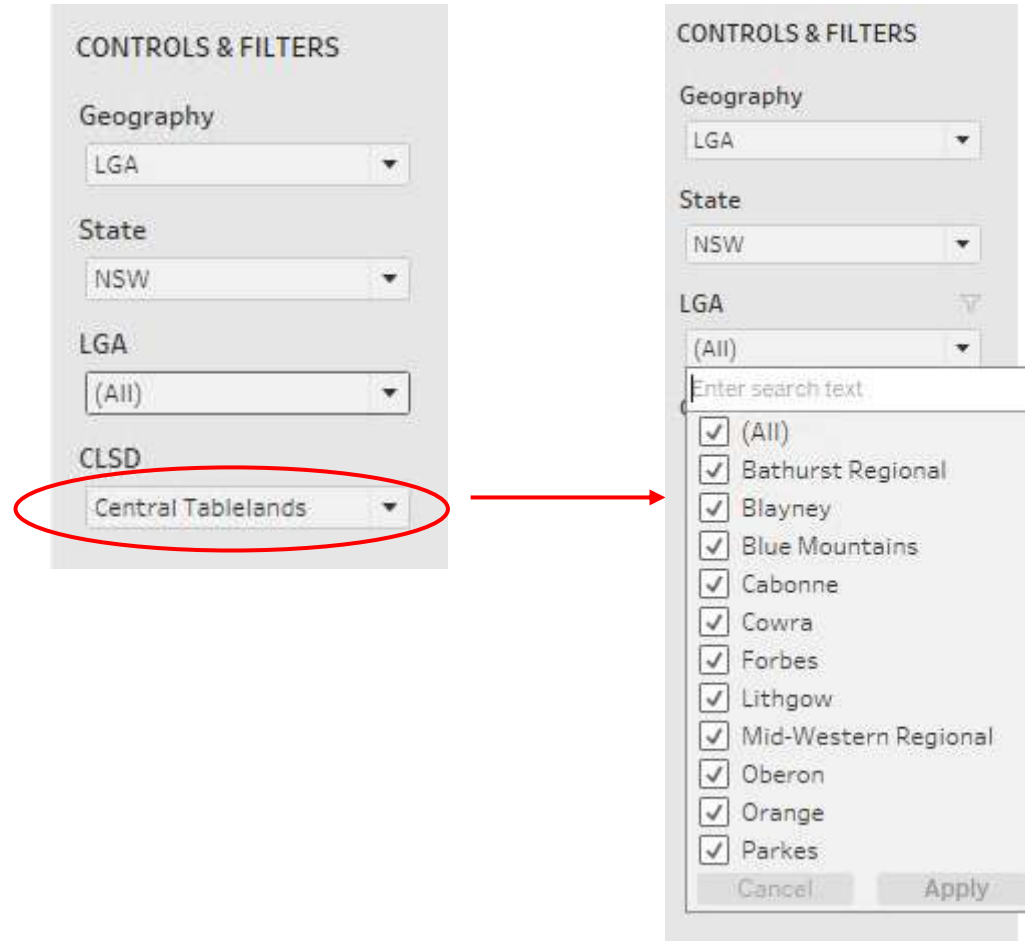 CONTROLS & FILTERS
Geography
LGA
State
NSW
LGA
(All)
CLSD
Central Tablelands
CONTROLS & FILTERS
Geography
LGA
State
NSW
LGA
(All)
Enter search text
(All)
Bathurst Regional
Blayney
Blue Mountains
Cabonne
Cowra
Forbes
Lithgow
Mid-Western Regional
Oberon
Orange
Parkes
Cancel Apply